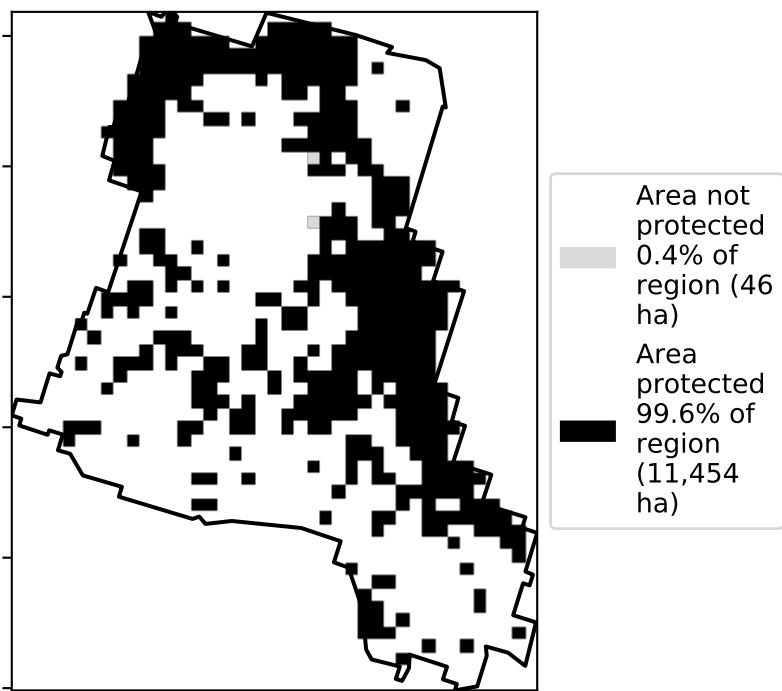 Area not
protected
0.4% of
region (46
ha)
Area
protected
99.6% of
region
(11,454
ha)